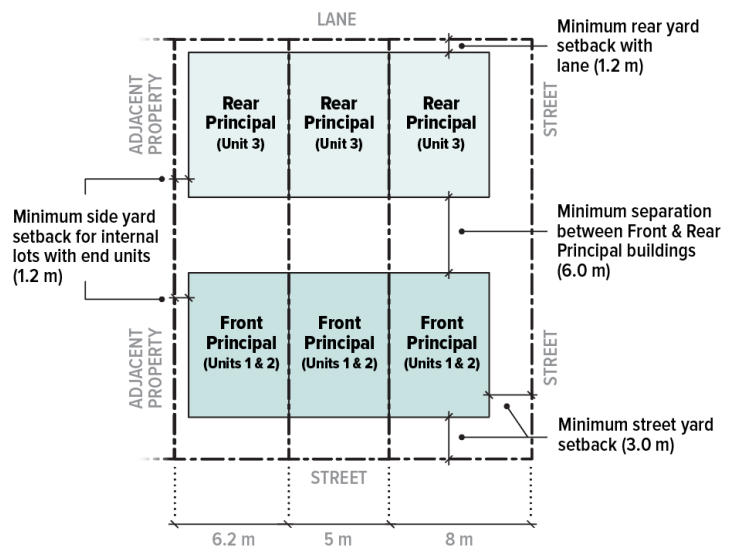 LANE
Minimum rear yard
setback with
lane (1.2 m)
ADJACENT
PROPERTY
Rear
Principal
(Unit 3)
Rear
Principal
(Unit 3)
Rear
Principal
(Unit 3)
STREET
Minimum side yard
setback for internal
lots with end units
(1.2 m)
Minimum separation
between Front & Rear
Principal buildings
(6.0 m)
ADJACENT
PROPERTY
Front
Principal
(Units 1 & 2)
Front
Principal
(Units 1 & 2)
Front
Principal
(Units 1 & 2)
STREET
Minimum street yard
setback (3.0 m)
STREET
6.2 m
5 m
8 m